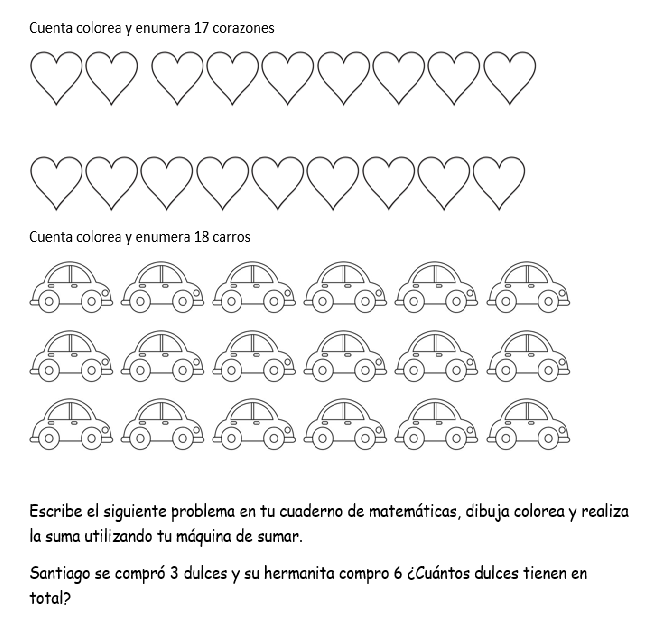 Cuenta colorea y enumera 17 corazones
Cuenta colorea y enumera 18 carros
Escribe el siguiente problema en tu cuaderno de matemáticas, dibuja colorea y realiza
la suma utilizando tu máquina de sumar.
Santiago se compró 3 dulces y su hermanita compro 6 ¿Cuántos dulces tienen en
total?